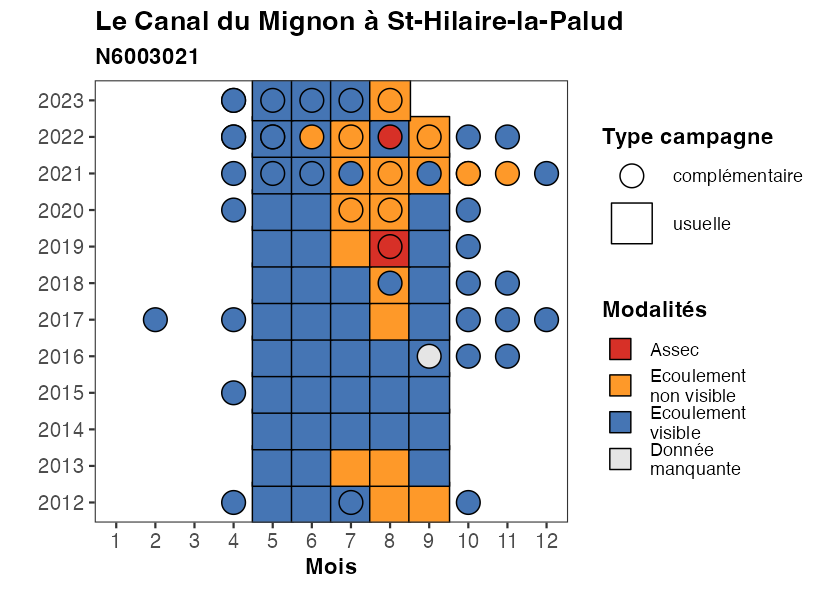 Le Canal du Mignon à St-Hilaire-la-Palud
N6003021
2023
2022
2021
2020
2019
2018
2017
2016
2015
2014
2013
2012
1 2 3 4 5 6 7 8 9 10 11 12
Mois
Type campagne
complémentaire
usuelle
Modalités
Assec
Ecoulement
non visible
Ecoulement
visible
Donnée
manquante